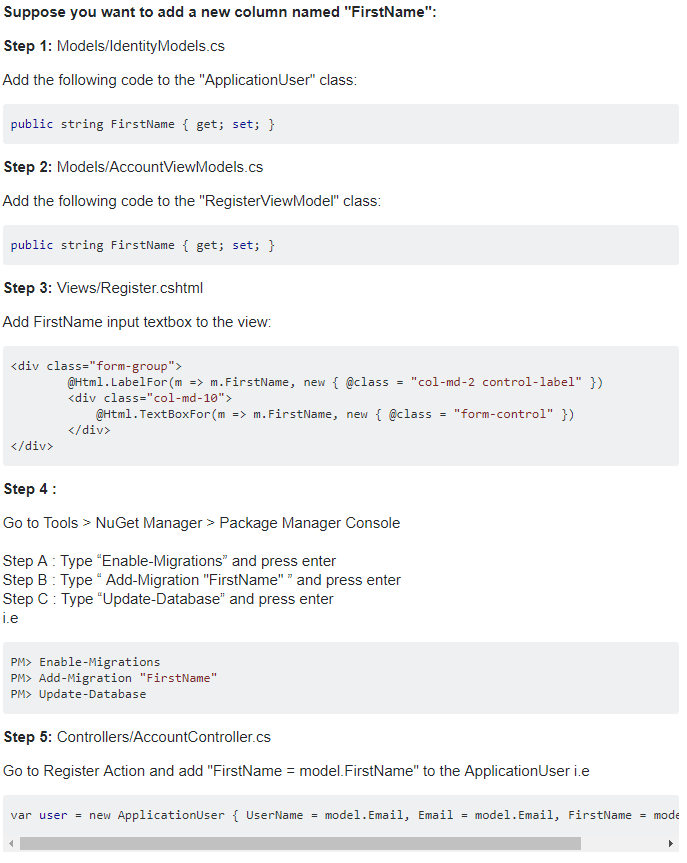 Suppose you want to add a new column named "FirstName":
Step 1: Models/IdentityModels.cs
Add the following code to the "ApplicationUser" class:
public string FirstName { get; set; }
Step 2: Models/AccountViewModels.cs
Add the following code to the "RegisterViewModel" class:
public string FirstName { get; set; }
Step 3: Views/Register.cshtml
Add FirstName input textbox to the view:
<div class="form-group">
        @Html.LabelFor(m => m.FirstName, new { @class = "col-md-2 control-label" })
        <div class="col-md-10">
            @Html.TextBoxFor(m => m.FirstName, new { @class = "form-control" })
        </div>
</div>
Step 4 :
Go to Tools > NuGet Manager > Package Manager Console
Step A : Type “Enable-Migrations” and press enter
Step B : Type “ Add-Migration "FirstName" ” and press enter
Step C : Type “Update-Database” and press enter
i.e
PM> Enable-Migrations
PM> Add-Migration "FirstName"
PM> Update-Database
Step 5: Controllers/AccountController.cs
Go to Register Action and add "FirstName = model.FirstName" to the ApplicationUser i.e
var user = new ApplicationUser { UserName = model.Email, Email = model.Email, FirstName = mode